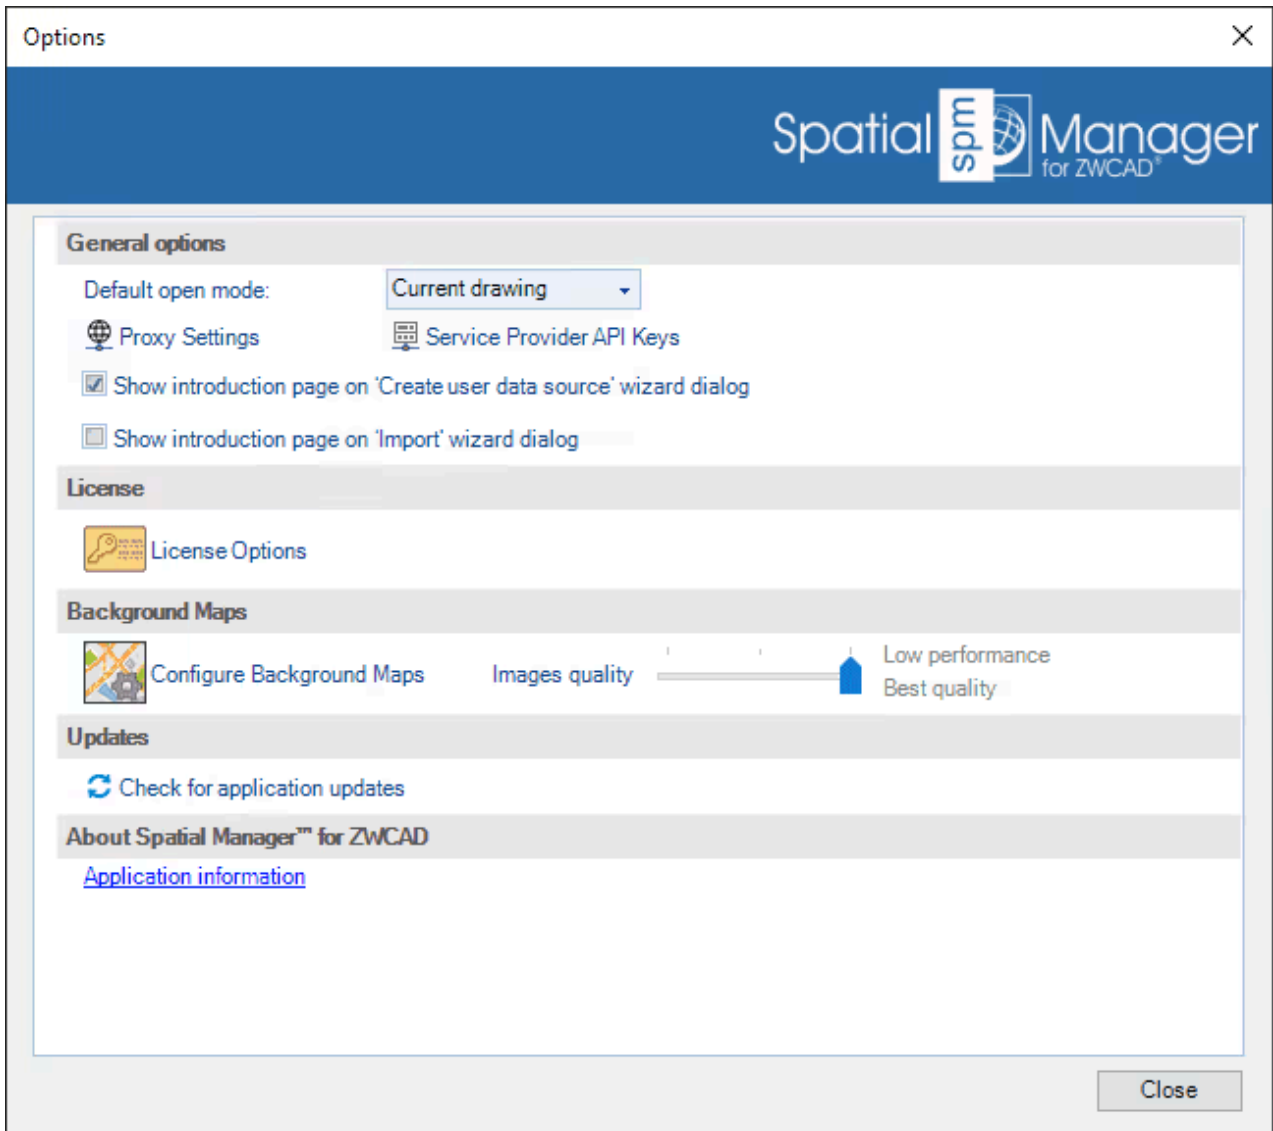 Options
Spatial spm Manager
for ZWCAD®
General options
Default open mode: Current drawing
Proxy Settings Service Provider API Keys
Show introduction page on 'Create user data source' wizard dialog
Show introduction page on 'Import' wizard dialog
License
License Options
Background Maps
Low performance
Configure Background Maps Images quality
Best quality
Updates
Check for application updates
About Spatial Manager™ for ZWCAD
Application information
Close